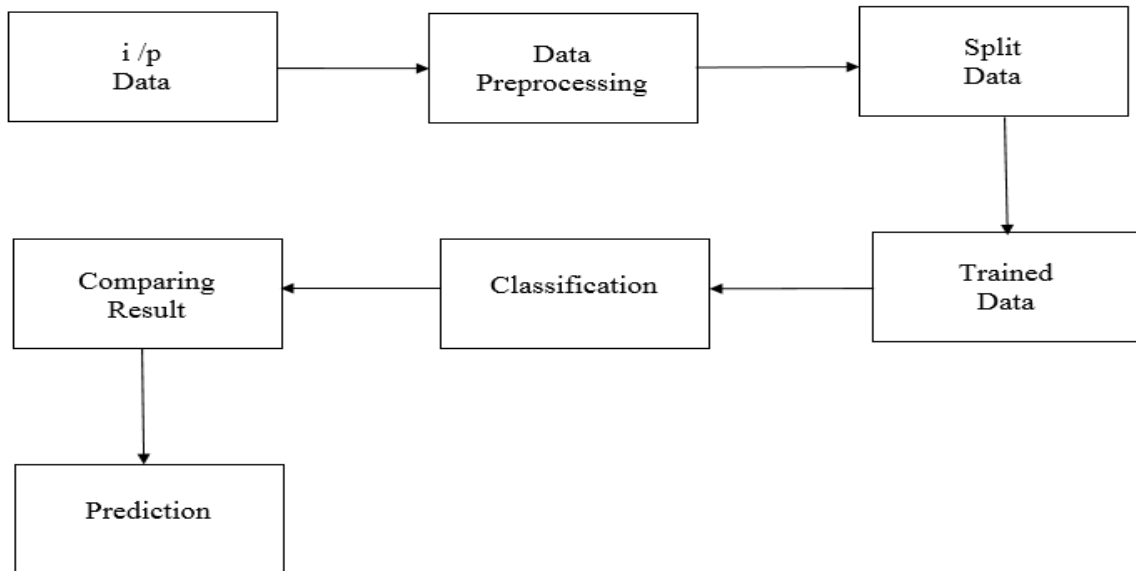 i /p
Data
Data
Preprocessing
Split
Data
Trained
Data
Classification
Comparing
Result
Prediction